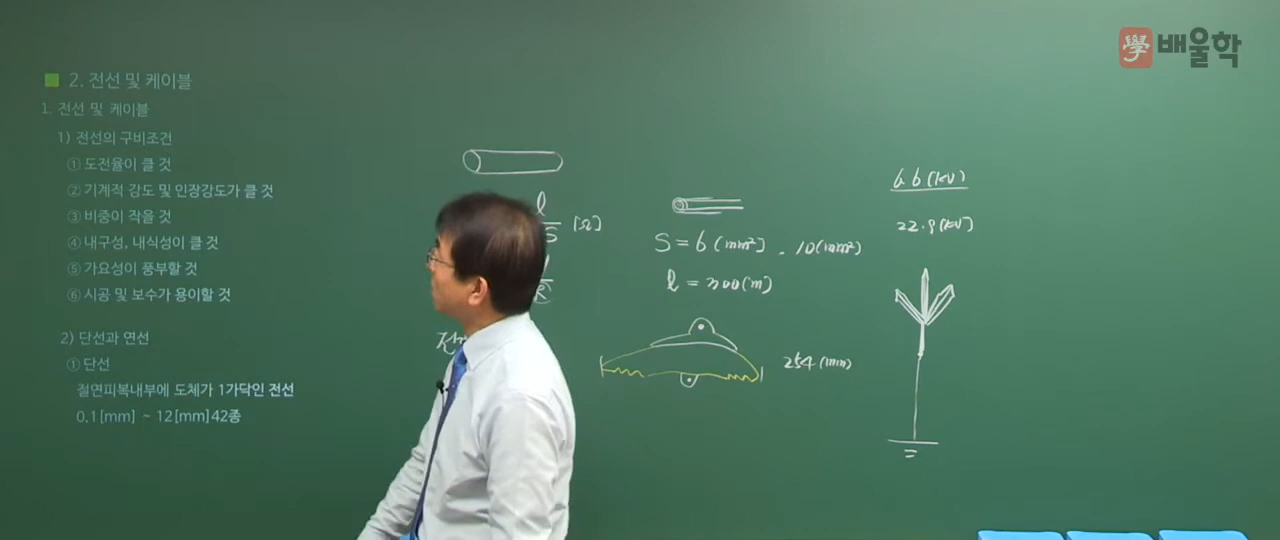 學 배울학
2. 전선 및 케이블
1. 전선 및 케이블
1) 전선의 구비조건
① 도전율이 클 것
② 기계적 강도 및 인장강도가 클 것
③ 비중이 작을 것
④ 내구성, 내식성이 클 것
⑤ 가요성이 풍부할 것
⑥ 시공 및 보수가 용이할 것
2) 단선과 연선
① 단선
절연피복내부에 도체가 1가닥인 전선
0.1[mm] ~ 12[mm]42종
l
S [Ω]
S = 6 (mm²) . 10 (mm²)
l = 300 (m)
254 (mm)
6.6 (kV)
22.9 (kV)